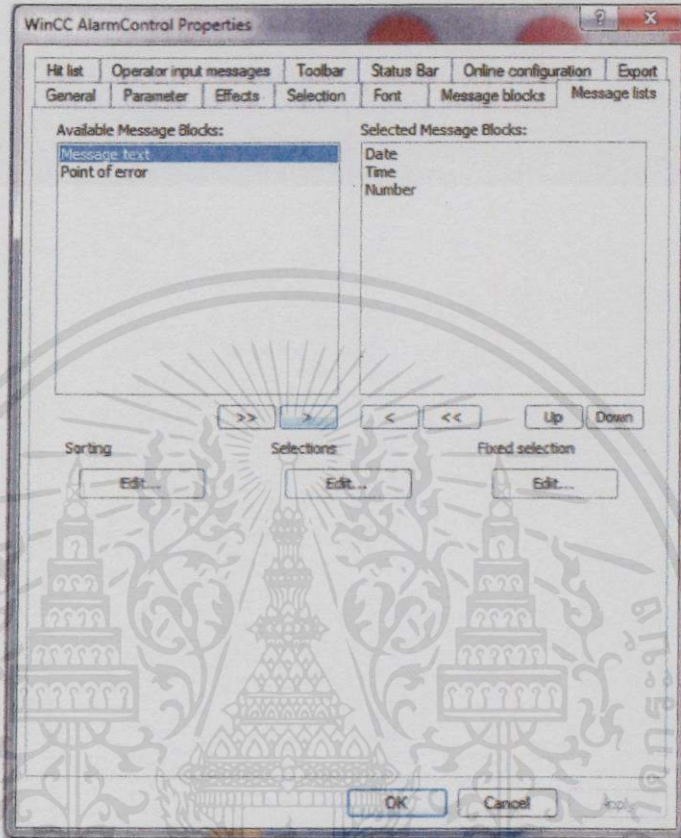 WinCC AlarmControl Properties
? X
Hit list Operator input messages Toolbar Status Bar Online configuration Export
General Parameter Effects Selection Font Message blocks Message lists
Available Message Blocks: Selected Message Blocks:
Message text
Point of error
Date
Time
Number
>> > < << Up Down
Sorting Selections Fixed selection
Edit... Edit... Edit...
OK Cancel Apply